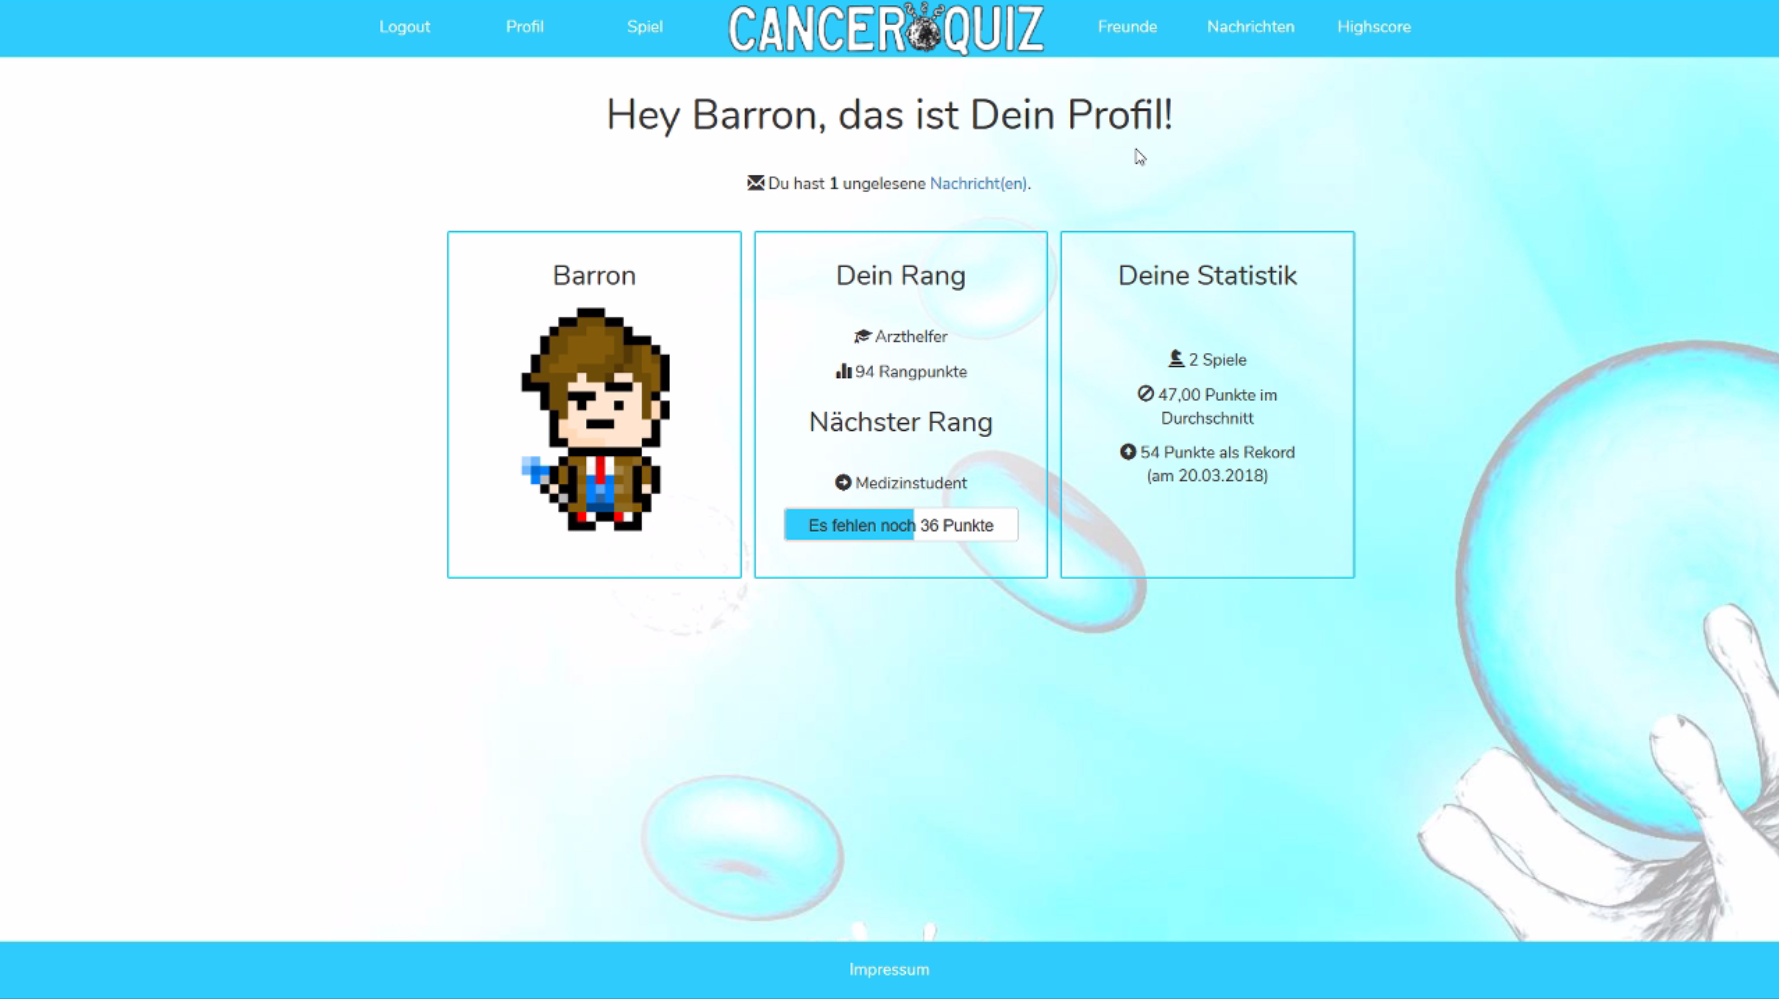 Logout Profil Spiel CANCER QUIZ Freunde Nachrichten Highscore
Hey Barron, das ist Dein Profil!
Du hast 1 ungelesene Nachricht(en).
Barron
Dein Rang
Arzthelfer
94 Rangpunkte
Nächster Rang
Medizinstudent
Es fehlen noch 36 Punkte
Deine Statistik
2 Spiele
47,00 Punkte im
Durchschnitt
54 Punkte als Rekord
(am 20.03.2018)
Impressum